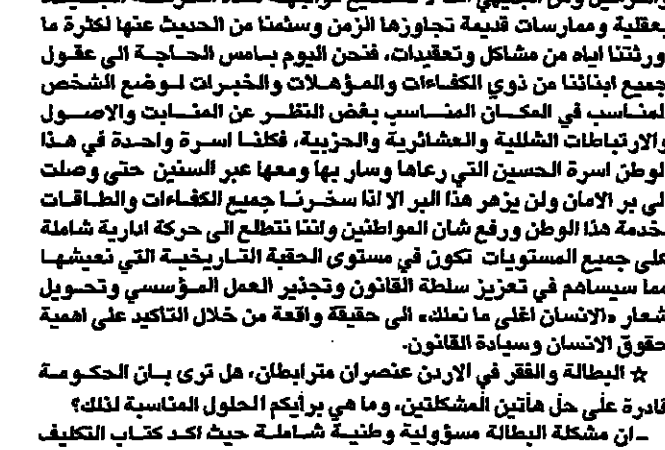 بعقلية وممارسات قديمة تجاوزها الزمن وسئمنا من الحديث عنها لكثرة ما
ورثتنا اياه من مشاكل وتعقيدات، فنحن اليوم بامس الحاجة الى عقول
جميع ابنائنا من ذوي الكفاءات والمؤهلات والخبرات لوضع الشخص
المناسب في المكان المناسب بغض النظر عن المنابت والاصول
والارتباطات الشللية والعشائرية والحزبية، فكلنا اسرة واحدة في هذا
الوطن اسرة الحسين التي رعاها وسار بها ومعها عبر السنين حتى وصلت
الى بر الامان ولن يزهر هذا البر الا اذا سخرنا جميع الكفاءات والطاقات
لخدمة هذا الوطن ورفع شان المواطنين واننا نتطلع الى حركة ادارية شاملة
على جميع المستويات تكون في مستوى الحقبة التاريخية التي نعيشها
مما سيساهم في تعزيز سلطة القانون وتجذير العمل المؤسسي وتحويل
شعار «الانسان اغلى ما نملك» الى حقيقة واقعة من خلال التاكيد على اهمية
حقوق الانسان وسيادة القانون.
☆ البطالة والفقر في الاردن عنصران مترابطان، هل ترى بان الحكومة
قادرة على حل هاتين المشكلتين، وما هي برأيكم الحلول المناسبة لذلك؟
ـ ان مشكلة البطالة مسؤولية وطنية شاملة حيث اكد كتاب التكليف